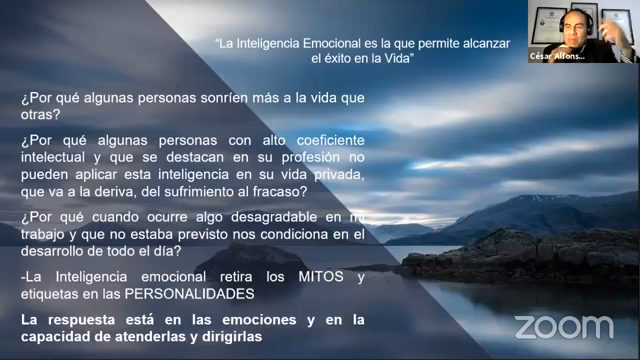 “La Inteligencia Emocional es la que permite alcanzar
el éxito en la Vida”
César Alfons...
¿Por qué algunas personas sonríen más a la vida que
otras?
¿Por qué algunas personas con alto coeficiente
intelectual y que se destacan en su profesión no
pueden aplicar esta inteligencia en su vida privada,
que va a la deriva, del sufrimiento al fracaso?
¿Por qué cuando ocurre algo desagradable en mi
trabajo y que no estaba previsto nos condiciona en el
desarrollo de todo el día?
-La Inteligencia emocional retira los MITOS y
etiquetas en las PERSONALIDADES
La respuesta está en las emociones y en la
capacidad de atenderlas y dirigirlas
zoom